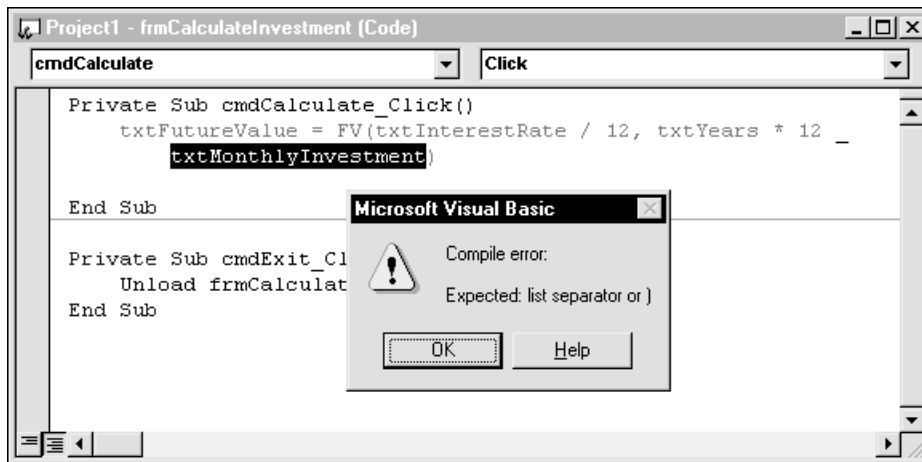 Project1 - frmCalculateInvestment (Code)
cmdCalculate Click
Private Sub cmdCalculate_Click()
txtFutureValue = FV(txtInterestRate / 12, txtYears * 12 _
txtMonthlyInvestment)
End Sub
Private Sub cmdExit_Cl
Unload frmCalculat
End Sub
Microsoft Visual Basic
Compile error:
Expected: list separator or )
OK Help